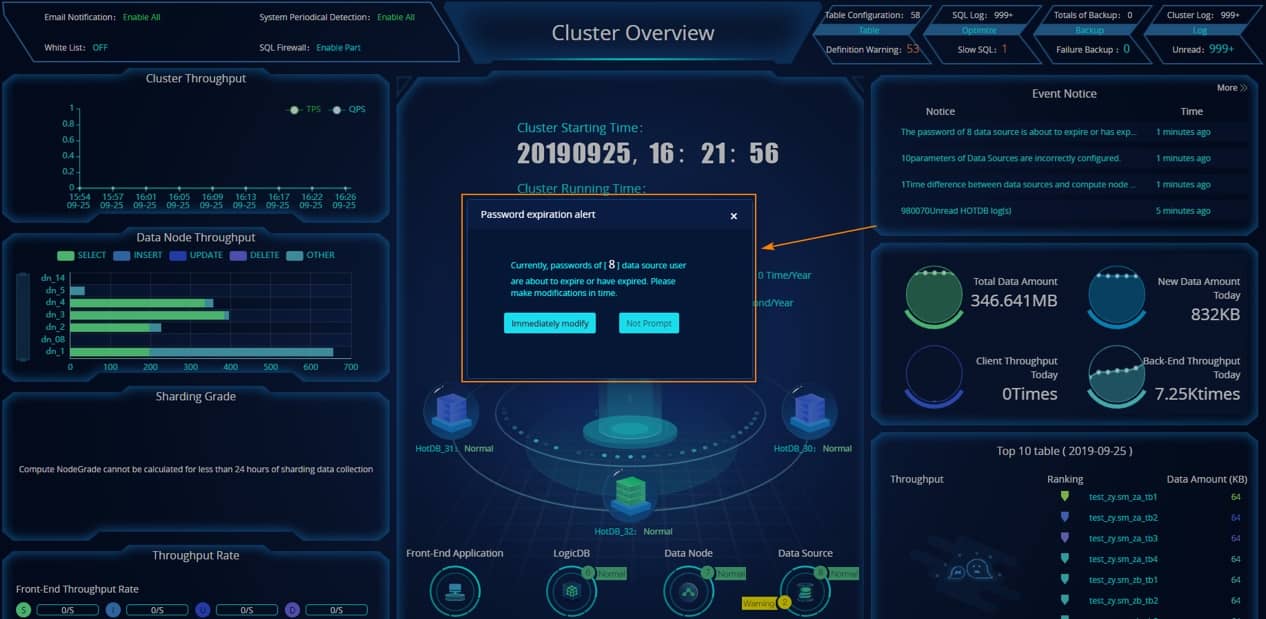 Email Notification: Enable All
System Periodical Detection: Enable All
White List: OFF
SQL Firewall: Enable Part
Cluster Overview
Table Configuration: 58
Table
Definition Warning: 53
SQL Log: 999+
Optimize
Slow SQL: 1
Totals of Backup: 0
Backup
Failure Backup : 0
Cluster Log: 999+
Log
Unread: 999+
Cluster Throughput
TPS QPS
1
0.8
0.6
0.4
0.2
0
15:54 15:57 16:01 16:05 16:09 16:13 16:17 16:22 16:26
09-25 09-25 09-25 09-25 09-25 09-25 09-25 09-25 09-25
Data Node Throughput
SELECT INSERT UPDATE DELETE OTHER
dn_14
dn_5
dn_4
dn_3
dn_2
dn_08
dn_1
0 100 200 300 400 500 600 700
Sharding Grade
Compute NodeGrade cannot be calculated for less than 24 hours of sharding data collection
Throughput Rate
Front-End Throughput Rate
S 0/S I 0/S U 0/S D 0/S
Cluster Starting Time:
20190925, 16: 21: 56
Cluster Running Time:
Password expiration alert ×
Currently, passwords of [ 8 ] data source user
are about to expire or have expired. Please
make modifications in time.
Immediately modify Not Prompt
0 Time/Year
ond/Year
HotDB_31: Normal
HotDB_30: Normal
HotDB_32: Normal
Front-End Application LogicDB Data Node Data Source
6 Normal
7 Normal
8 Normal
Warning 2
Event Notice
More
Notice Time
The password of 8 data source is about to expire or has exp... 1 minutes ago
10parameters of Data Sources are incorrectly configured. 1 minutes ago
1Time difference between data sources and compute node ... 1 minutes ago
980070Unread HOTDB log(s) 5 minutes ago
Total Data Amount
346.641MB
New Data Amount
Today
832KB
Client Throughput
Today
0Times
Back-End Throughput
Today
7.25Ktimes
Top 10 table ( 2019-09-25 )
Throughput Ranking Data Amount (KB)
test_zy.sm_za_tb1 64
test_zy.sm_za_tb2 64
test_zy.sm_za_tb3 64
test_zy.sm_za_tb4 64
test_zy.sm_zb_tb1 64
test_zy.sm_zb_tb2 64